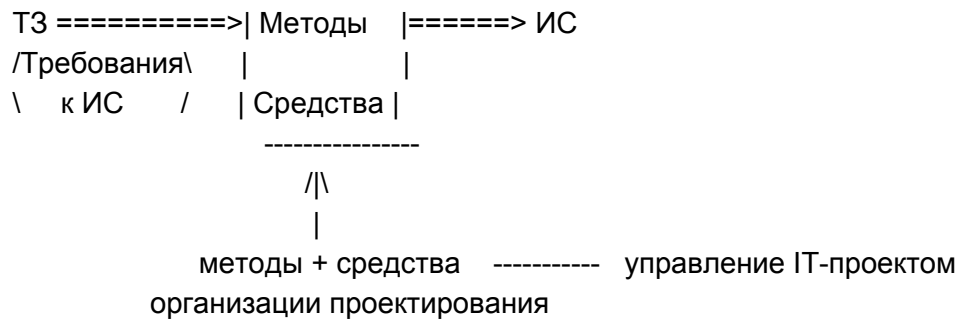 ТЗ ==========>| Методы |======> ИС
/Требования\ | |
\ к ИС / | Средства |
----------------
/|\
|
методы + средства ----------- управление IT-проектом
организации проектирования